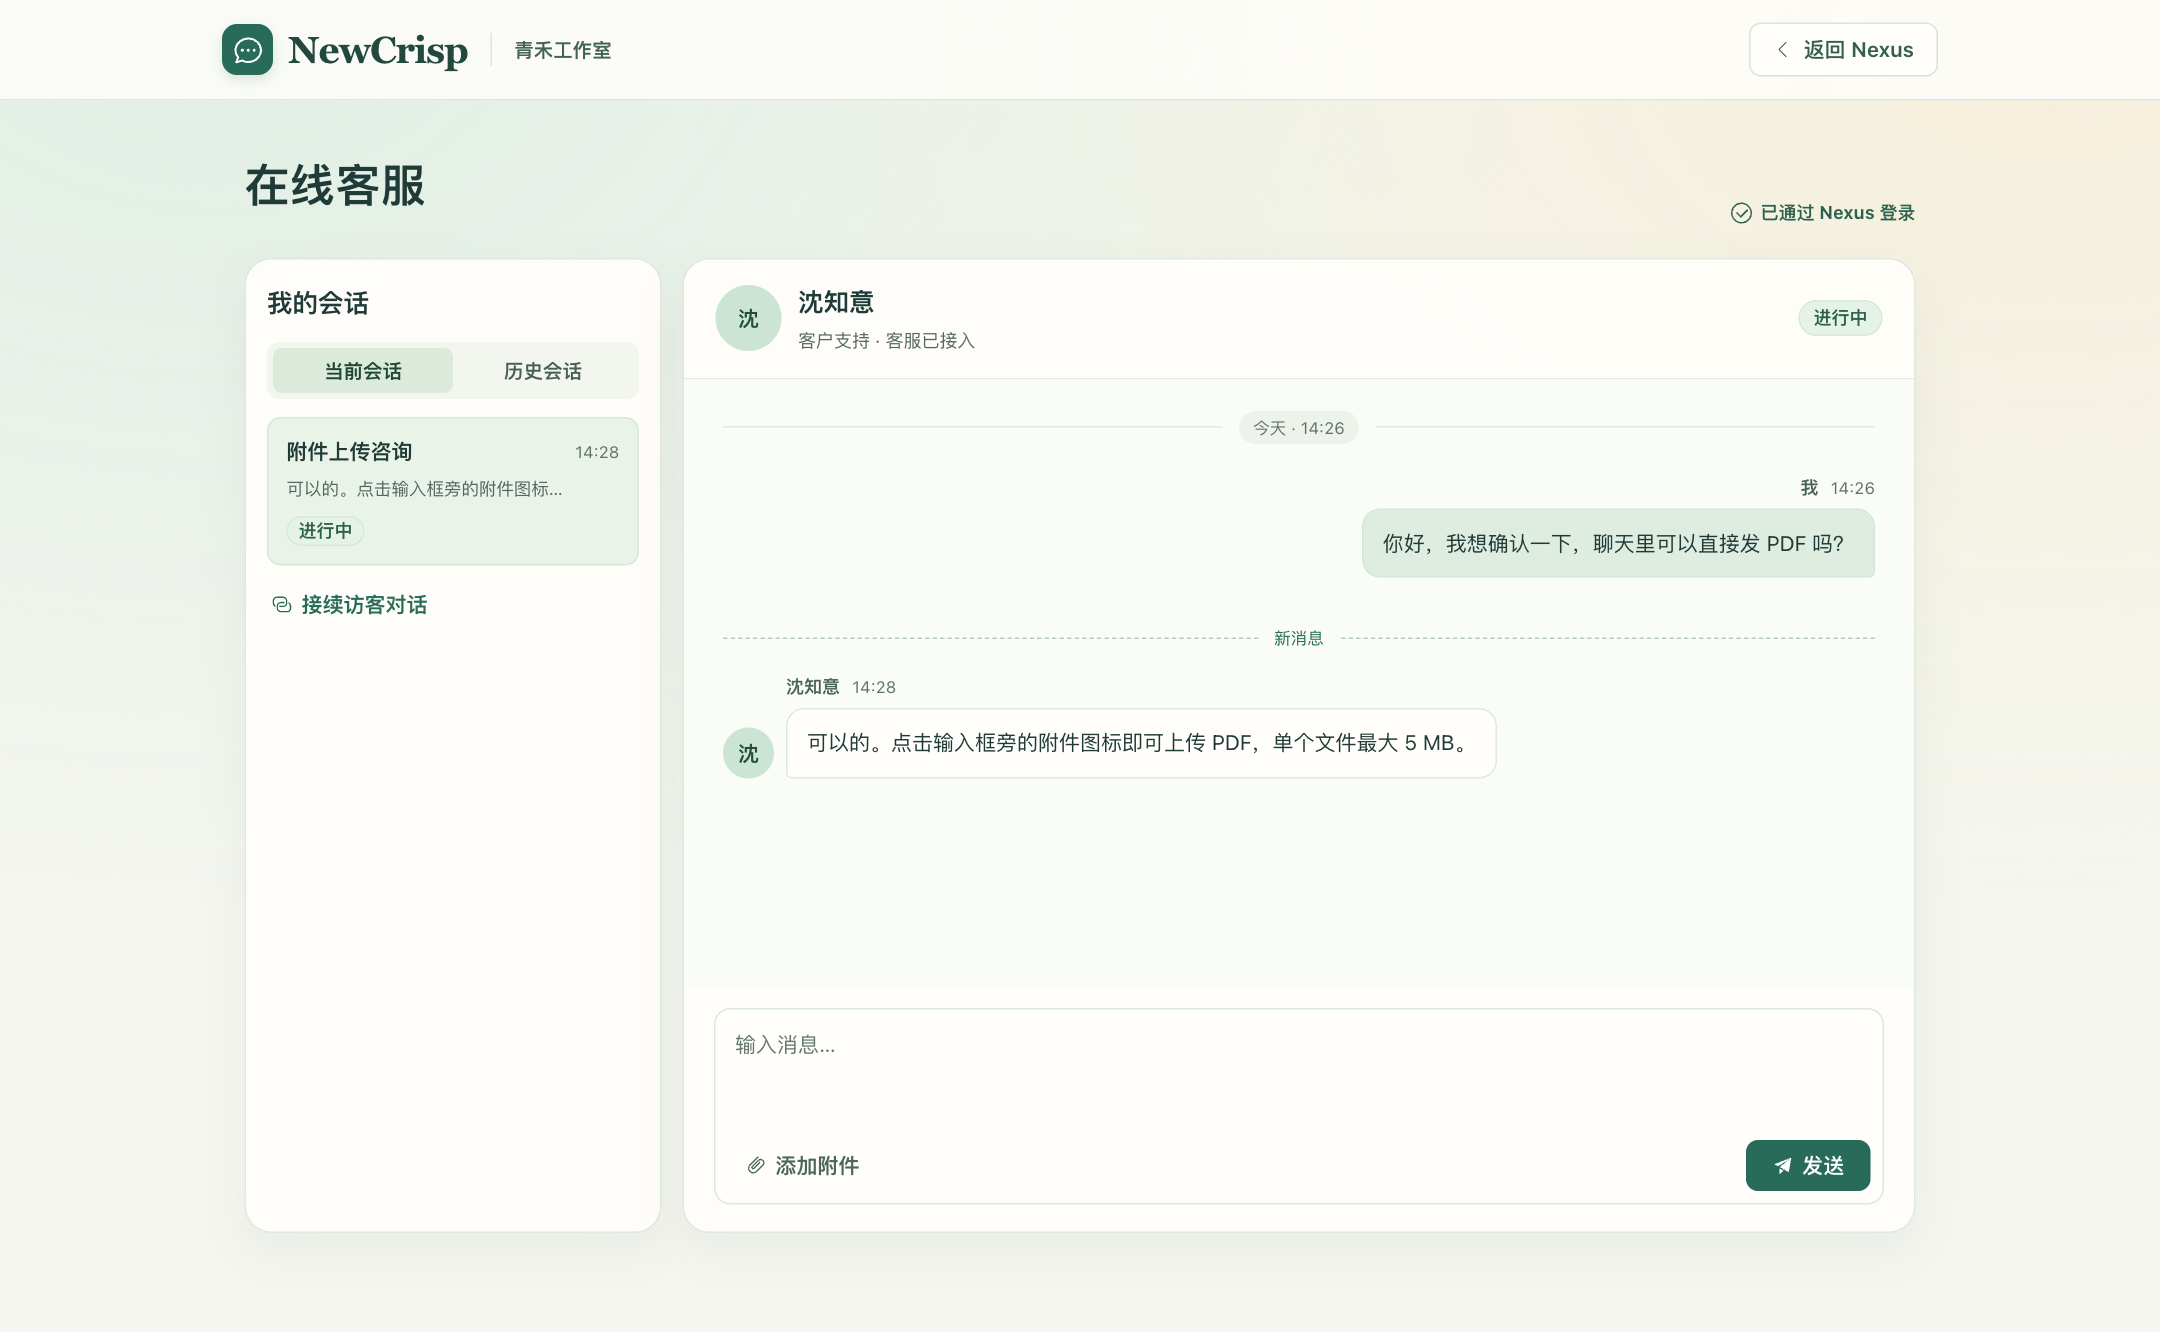 NewCrisp
青禾工作室
返回 Nexus
在线客服
已通过 Nexus 登录
我的会话
当前会话
历史会话
附件上传咨询
14:28
可以的。点击输入框旁的附件图标...
进行中
接续访客对话
沈
沈知意
客户支持 · 客服已接入
进行中
今天 · 14:26
我 14:26
你好，我想确认一下，聊天里可以直接发 PDF 吗？
新消息
沈知意 14:28
沈
可以的。点击输入框旁的附件图标即可上传 PDF，单个文件最大 5 MB。
输入消息...
添加附件
发送